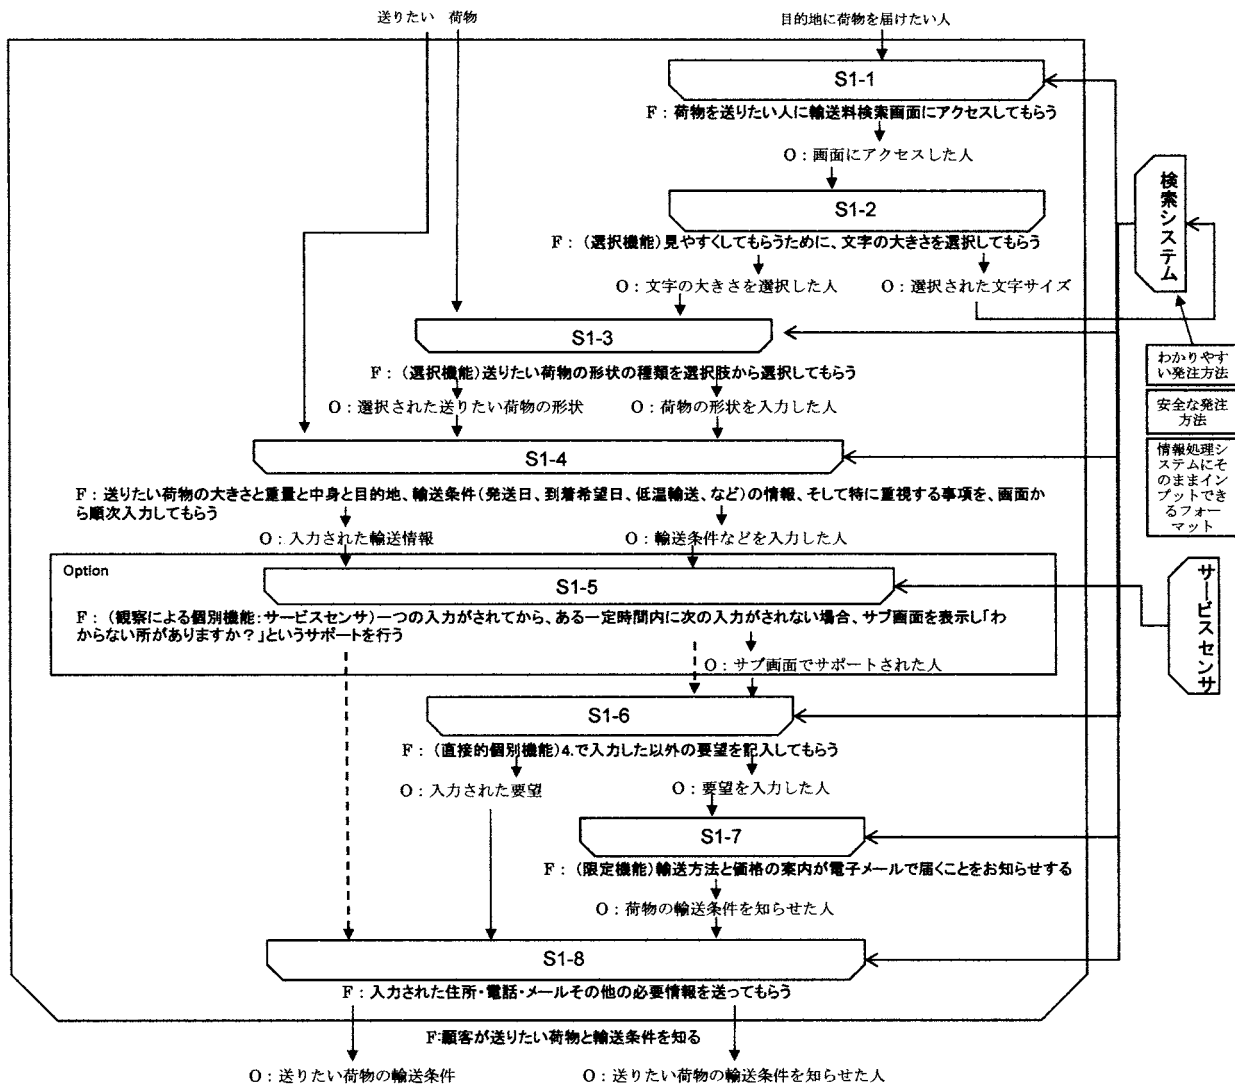 送りたい 荷物
目的地に荷物を届けたい人
S1-1
F：荷物を送りたい人に輸送料検索画面にアクセスしてもらう
O：画面にアクセスした人
S1-2
F：(選択機能)見やすくしてもらうために、文字の大きさを選択してもらう
O：文字の大きさを選択した人
O：選択された文字サイズ
検索システム
S1-3
F：(選択機能)送りたい荷物の形状の種類を選択肢から選択してもらう
O：選択された送りたい荷物の形状
O：荷物の形状を入力した人
わかりやす
い発注方法
安全な発注
方法
情報処理シ
ステムにそ
のままイン
プットでき
るフォー
マット
S1-4
F：送りたい荷物の大きさと重量と中身と目的地、輸送条件(発送日、到着希望日、低温輸送、など)の情報、そして特に重視する事項を、画面か
ら順次入力してもらう
O：入力された輸送情報
O：輸送条件などを入力した人
Option
S1-5
サービスセンサ
F：(観察による個別機能：サービスセンサ)一つの入力がされてから、ある一定時間内に次の入力がされない場合、サブ画面を表示し「わ
からない所がありますか？」というサポートを行う
O：サブ画面でサポートされた人
S1-6
F：(直接的個別機能)4.で入力した以外の要望を記入してもらう
O：入力された要望
O：要望を入力した人
S1-7
F：(限定機能)輸送方法と価格の案内が電子メールで届くことをお知らせする
O：荷物の輸送条件を知らせた人
S1-8
F：入力された住所・電話・メールその他の必要情報を送ってもらう
F:顧客が送りたい荷物と輸送条件を知る
O：送りたい荷物の輸送条件
O：送りたい荷物の輸送条件を知らせた人